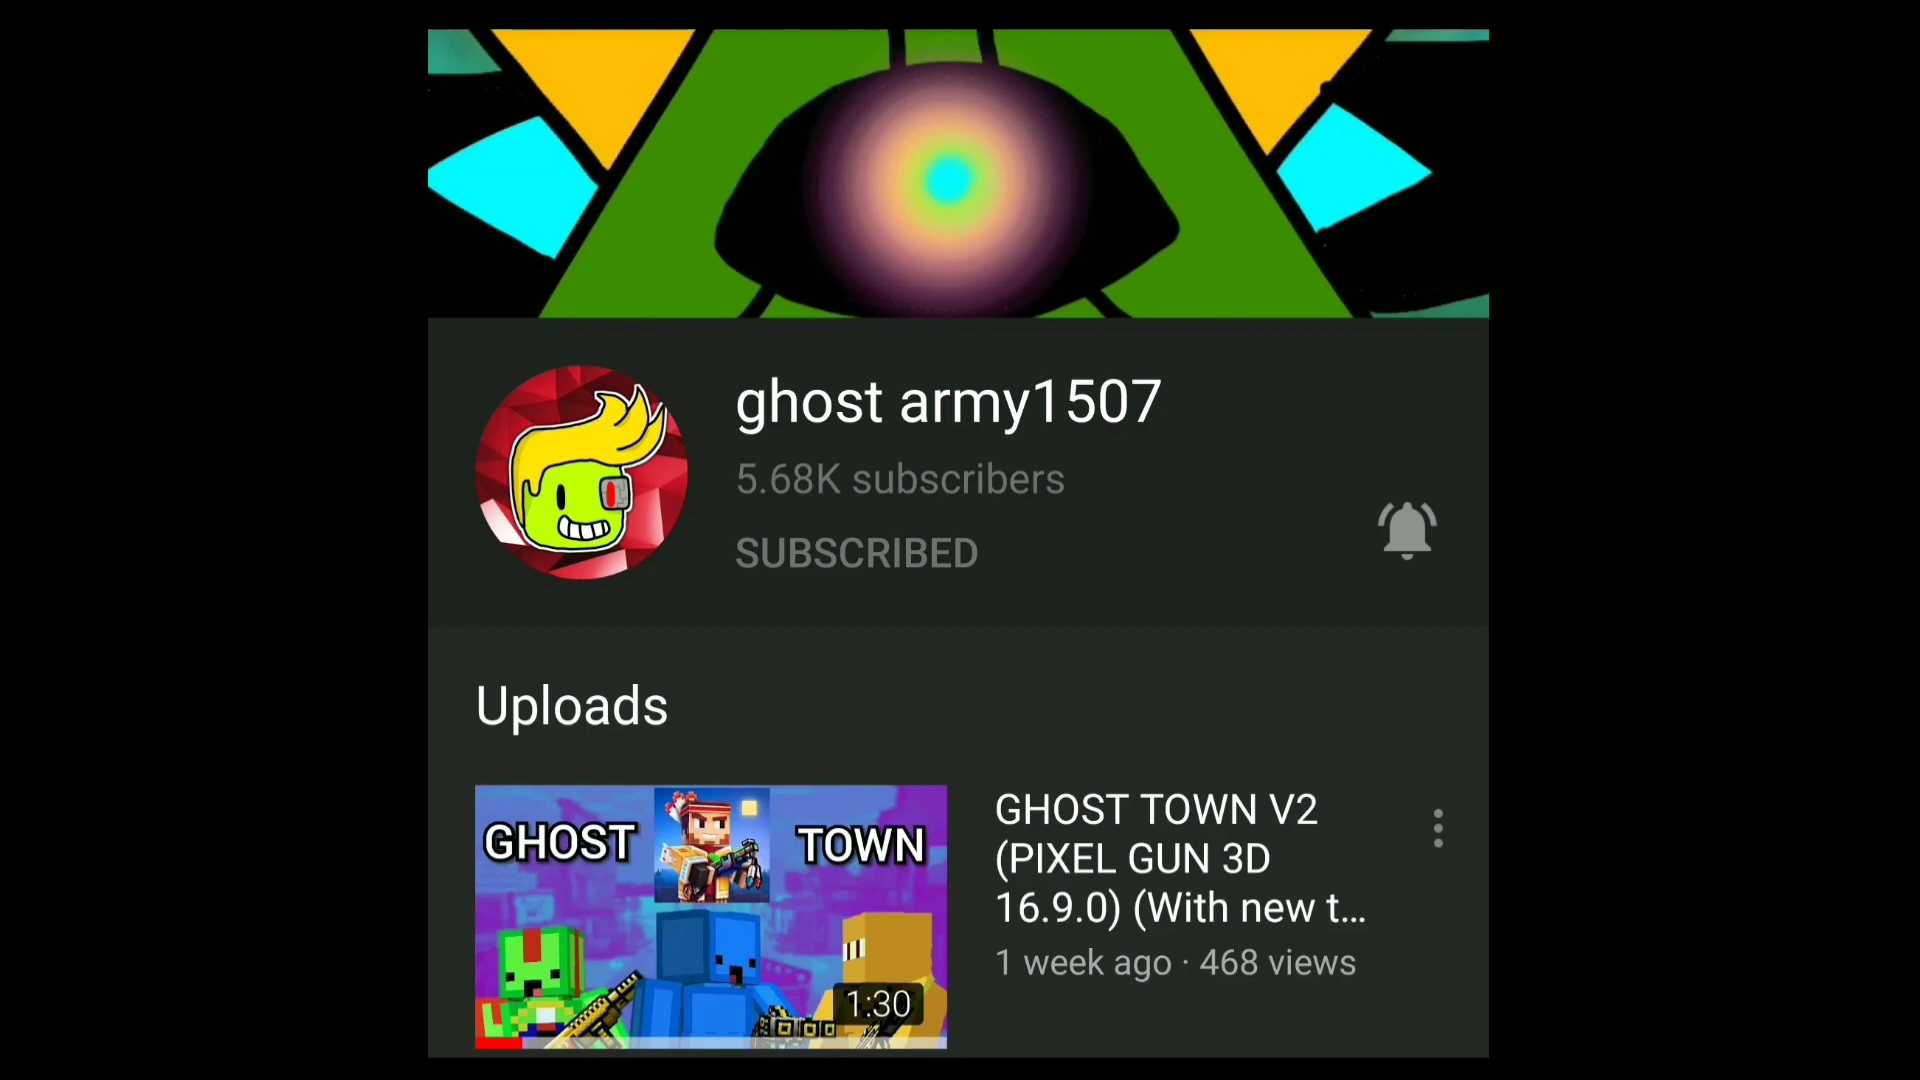 ghost army1507
5.68K subscribers
SUBSCRIBED
Uploads
GHOST TOWN
1:30
GHOST TOWN V2
(PIXEL GUN 3D
16.9.0) (With new t...
1 week ago · 468 views